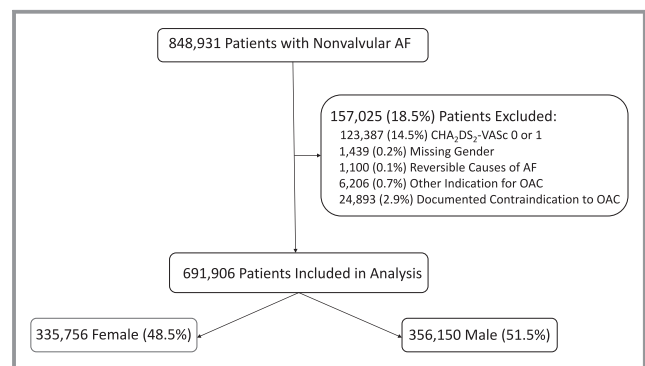 848,931 Patients with Nonvalvular AF
157,025 (18.5%) Patients Excluded:
123,387 (14.5%) CHA₂DS₂-VASc 0 or 1
1,439 (0.2%) Missing Gender
1,100 (0.1%) Reversible Causes of AF
6,206 (0.7%) Other Indication for OAC
24,893 (2.9%) Documented Contraindication to OAC
691,906 Patients Included in Analysis
335,756 Female (48.5%)
356,150 Male (51.5%)